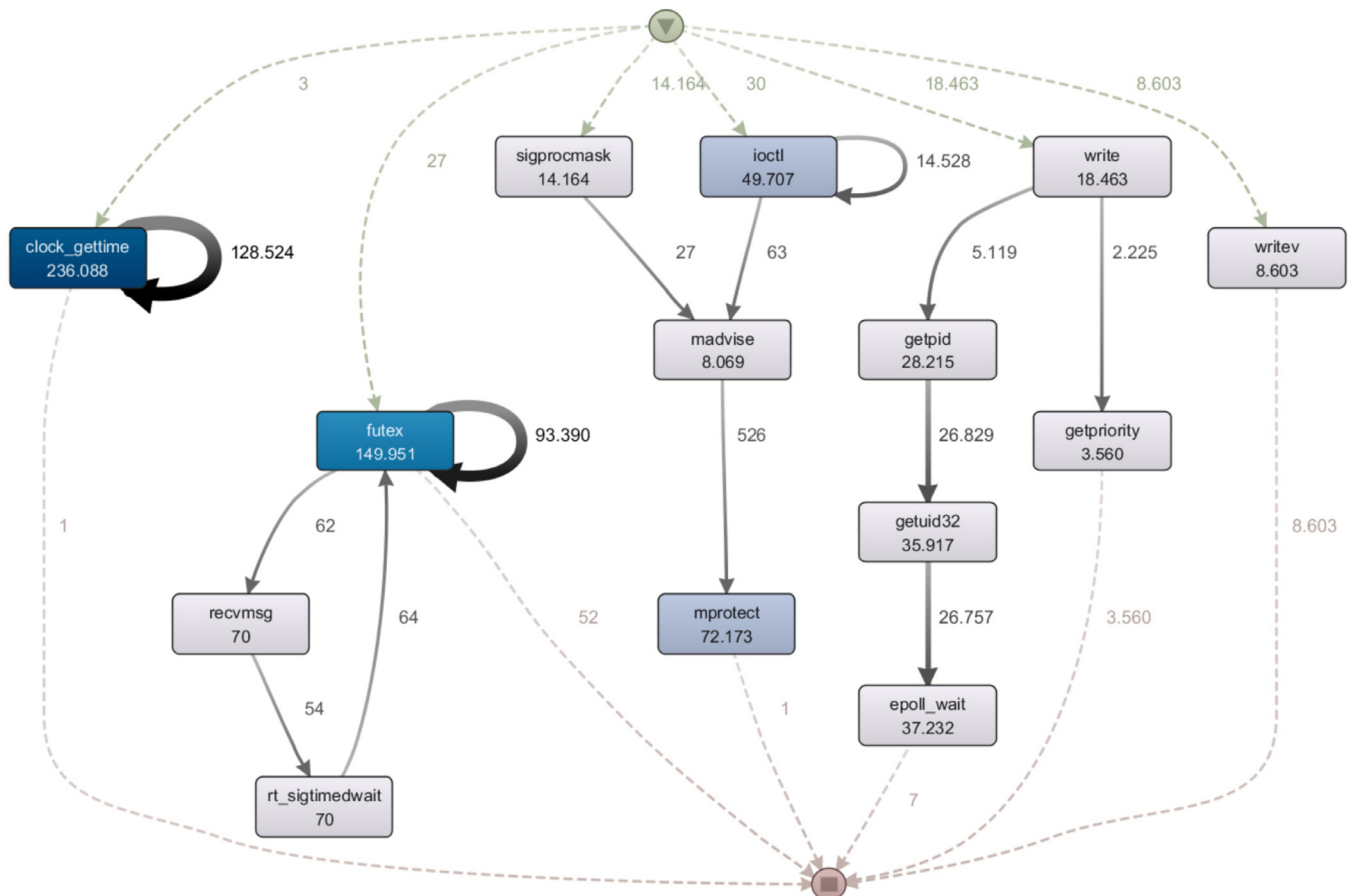 3
14.164
30
18.463
8.603
27
sigprocmask
14.164
ioctl
49.707
14.528
write
18.463
clock_gettime
236.088
128.524
27
63
5.119
2.225
writev
8.603
madvise
8.069
getpid
28.215
futex
149.951
93.390
526
26.829
getpriority
3.560
1
62
getuid32
35.917
8.603
recvmsg
70
64
52
mprotect
72.173
26.757
3.560
54
1
epoll_wait
37.232
rt_sigtimedwait
70
7